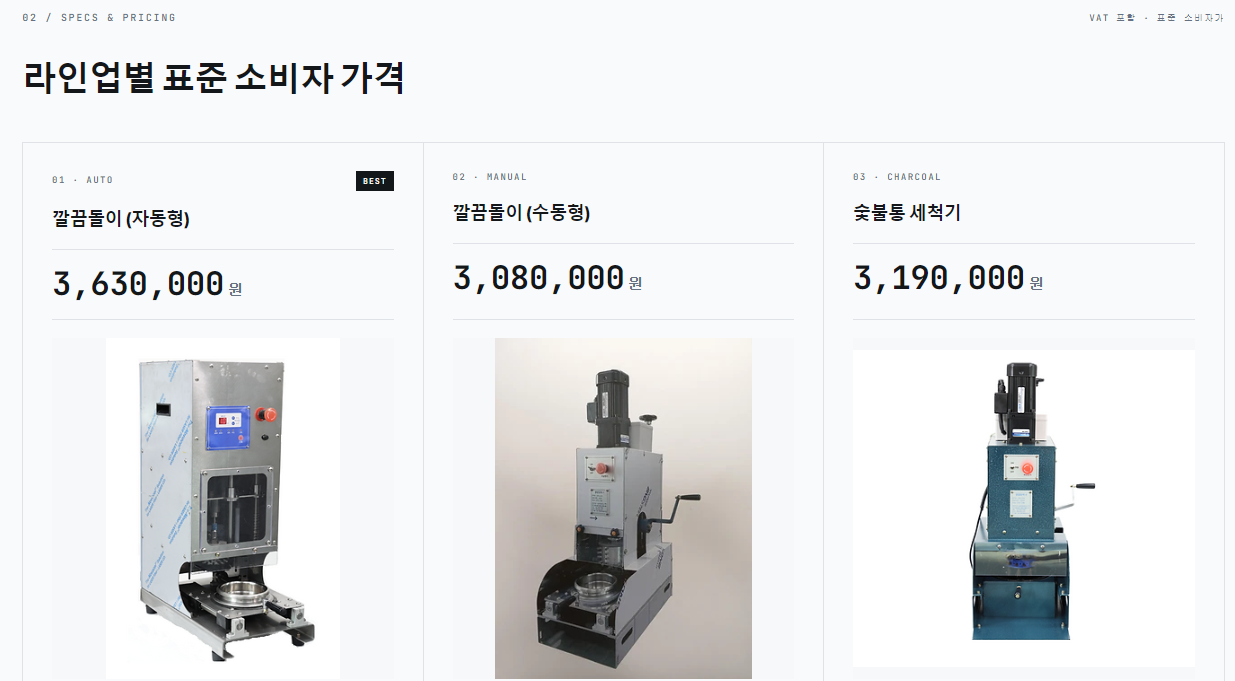 02 / SPECS & PRICING
VAT 포함 · 표준 소비자가
라인업별 표준 소비자 가격
01 · AUTO
BEST
깔끔돌이 (자동형)
3,630,000 원
02 · MANUAL
깔끔돌이 (수동형)
3,080,000 원
03 · CHARCOAL
숯불통 세척기
3,190,000 원